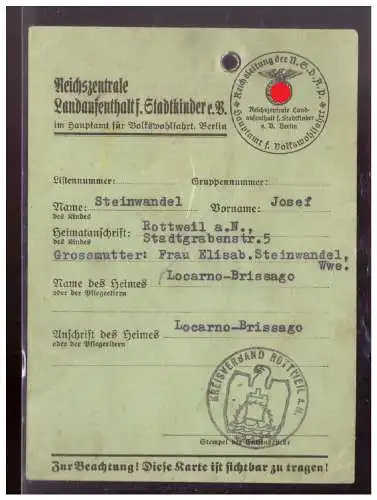 Reichszentrale
Landaufenthalt f. Stadtkinder e.V.
im Hauptamt für Volkswohlfahrt, Berlin
Reichsleitung der N.S.D.A.P.
Reichszentrale Land-
aufenthalt f. Stadtkinder
e. V. Berlin
Hauptamt f. Volkswohlfahrt
Listennummer: Gruppennummer:
Name: Steinwandel Vorname: Josef
des Kindes
Heimatanschrift: Rottweil a.N.,
des Kindes Stadtgrabenstr.5
Grossmutter: Frau Elisab.Steinwandel,
Wwe.
Name des Heimes Locarno-Brissago
oder der Pflegeeltern
Anschrift des Heimes Locarno-Brissago
oder der Pflegeeltern
KREISVERBAND ROTTWEIL a.N.
Stempel der
Zur Beachtung! Diese Karte ist sichtbar zu tragen!